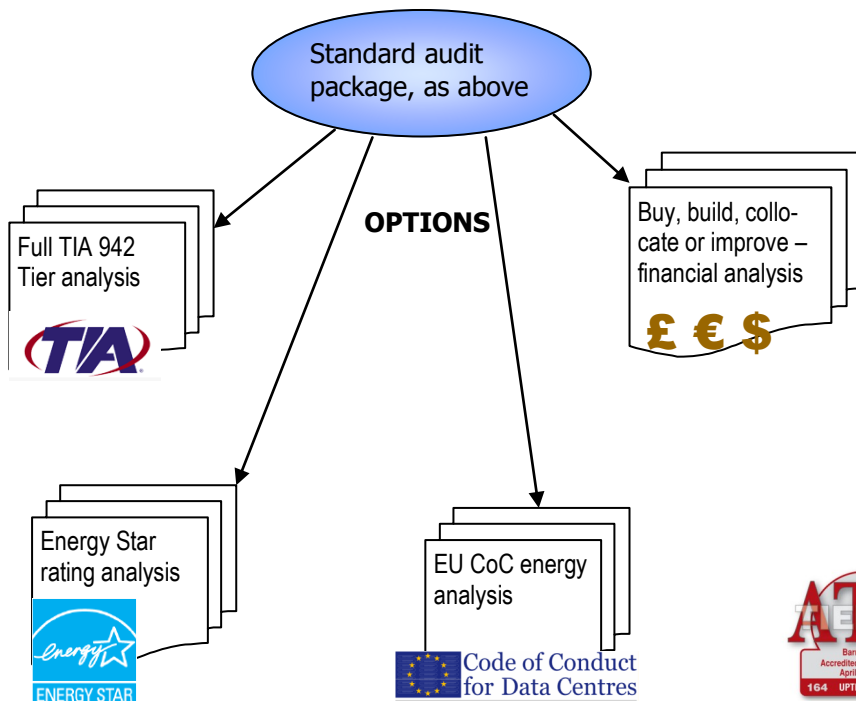 Standard audit
package, as above
OPTIONS
Full TIA 942
Tier analysis
TIA
Buy, build, collo-
cate or improve –
financial analysis
£ € $
Energy Star
rating analysis
energy
ENERGY STAR
EU CoC energy
analysis
Code of Conduct
for Data Centres
Accredited
April
164